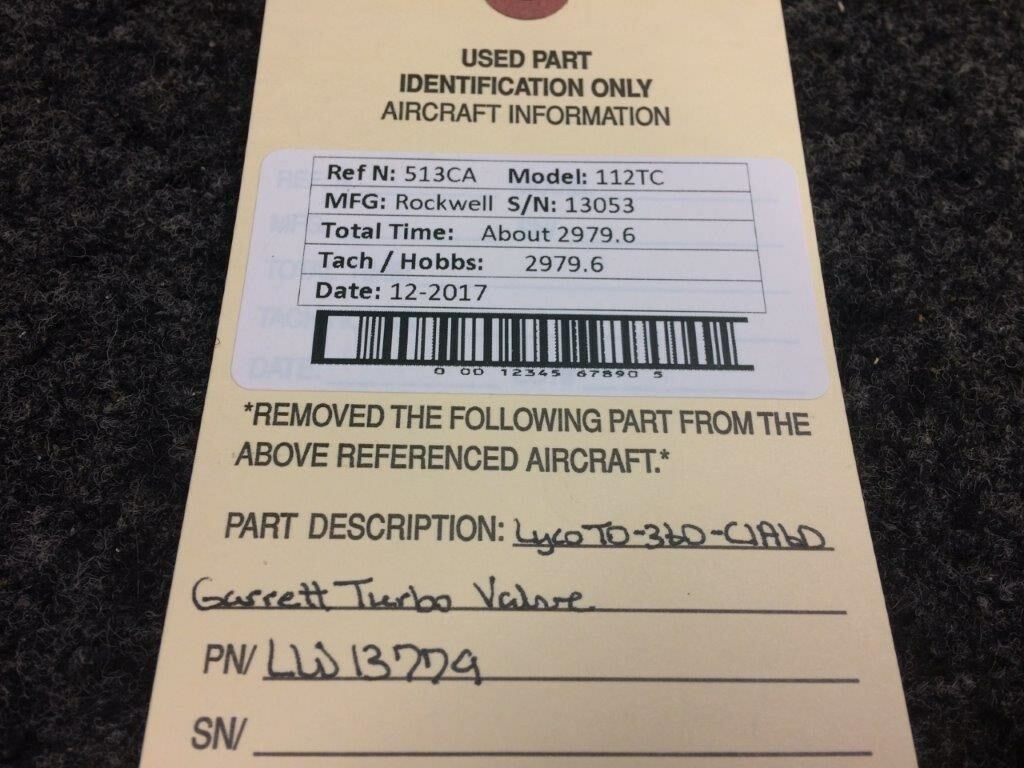 USED PART
IDENTIFICATION ONLY
AIRCRAFT INFORMATION
Ref N: 513CA Model: 112TC
MFG: Rockwell S/N: 13053
Total Time: About 2979.6
Tach / Hobbs: 2979.6
Date: 12-2017
0 00 12345 67890 5
*REMOVED THE FOLLOWING PART FROM THE
ABOVE REFERENCED AIRCRAFT.*
PART DESCRIPTION: Lyco TO-360-C1A6D
Garrett Turbo Valve
PN/ LW13779
SN/